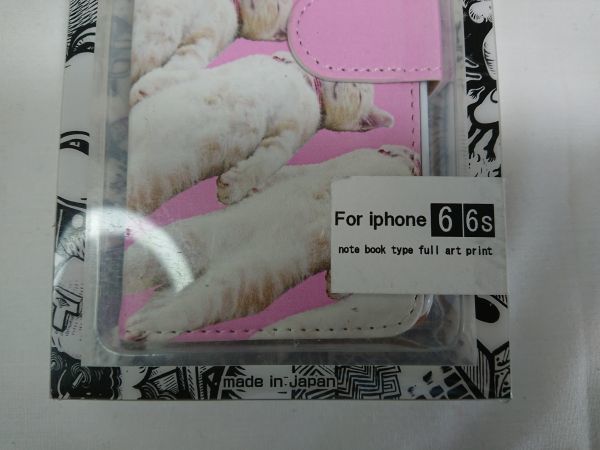 For iphone 6 6s
note book type full art print
made in Japan